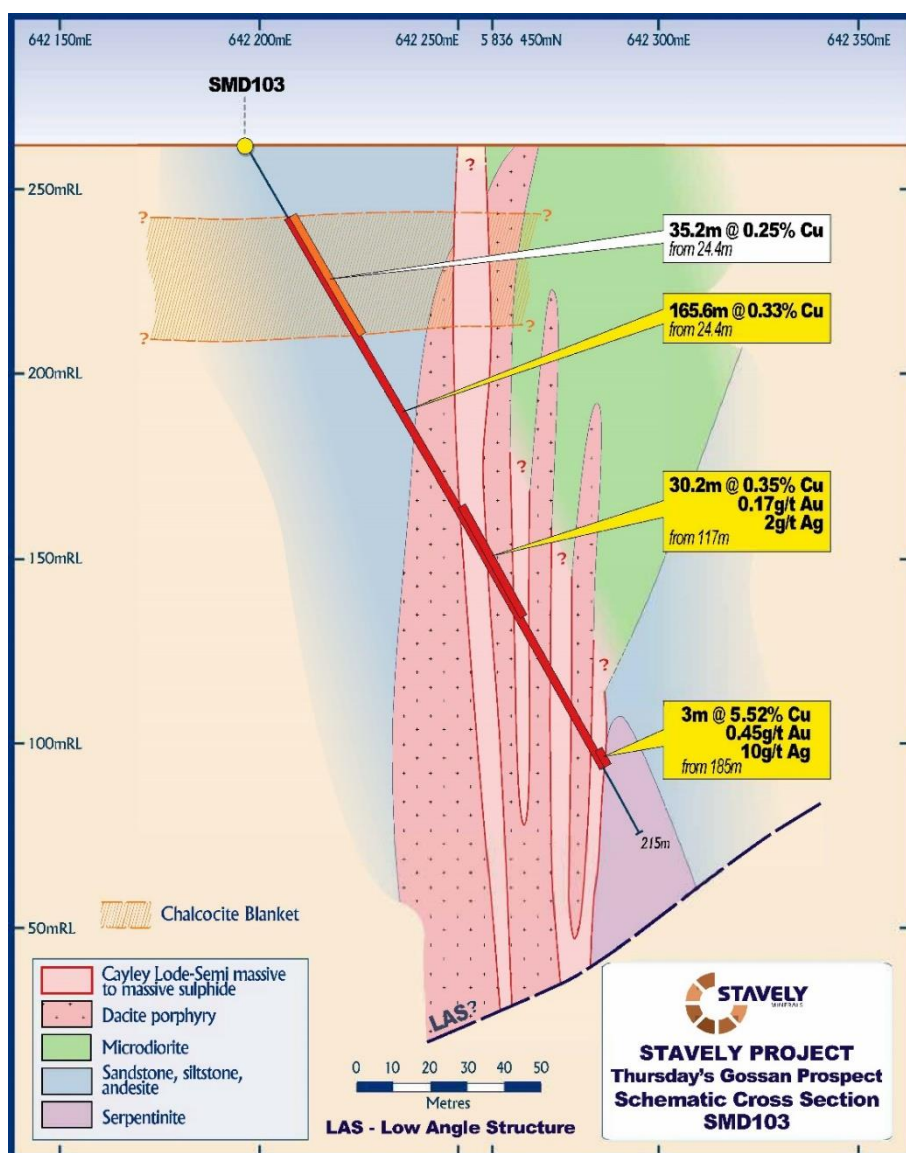 642 150mE
642 200mE
642 250mE
5 836 450mN
642 300mE
642 350mE
SMD103
250mRL
200mRL
150mRL
100mRL
50mRL
?
?
?
?
?
?
?
?
?
35.2m @ 0.25% Cu
from 24.4m
165.6m @ 0.33% Cu
from 24.4m
30.2m @ 0.35% Cu
0.17g/t Au
2g/t Ag
from 117m
3m @ 5.52% Cu
0.45g/t Au
10g/t Ag
from 185m
215m
Chalcocite Blanket
Cayley Lode-Semi massive
to massive sulphide
Dacite porphyry
Microdiorite
Sandstone, siltstone,
andesite
Serpentinite
LAS?
0 10 20 30 40 50
Metres
LAS - Low Angle Structure
STAVELY
MINERALS
STAVELY PROJECT
Thursday's Gossan Prospect
Schematic Cross Section
SMD103